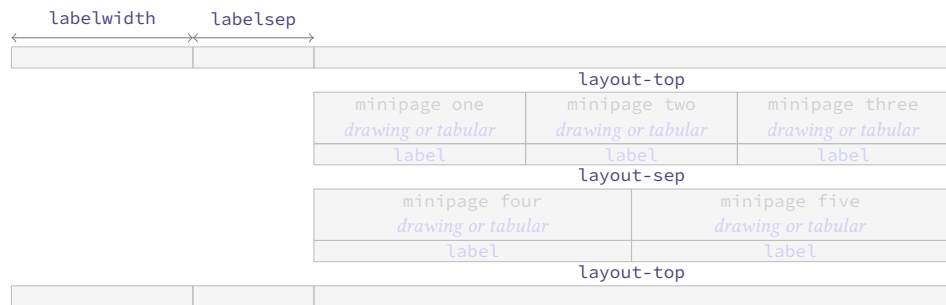 labelwidth labelsep
layout-top
minipage one minipage two minipage three
drawing or tabular drawing or tabular drawing or tabular
label label label
layout-sep
minipage four minipage five
drawing or tabular drawing or tabular
label label
layout-top